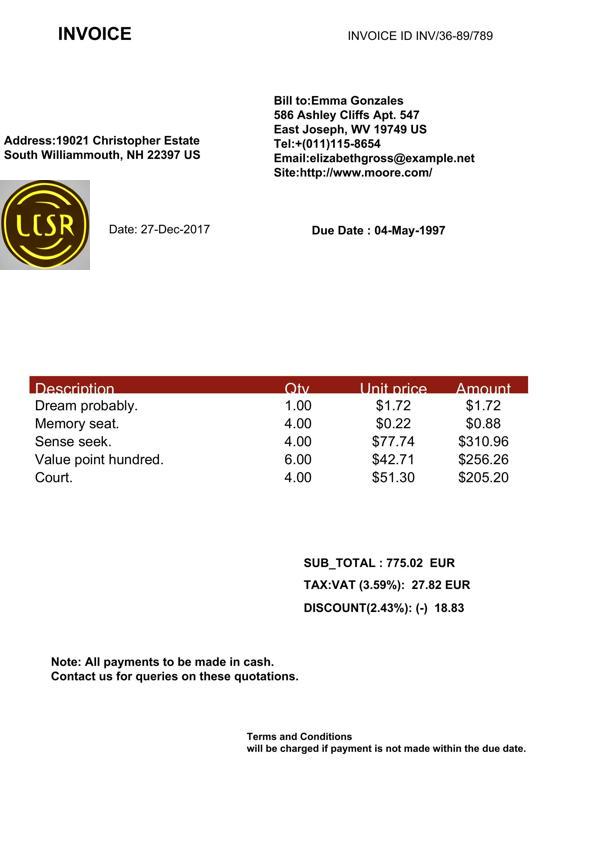 INVOICE
INVOICE ID INV/36-89/789
Bill to:Emma Gonzales
586 Ashley Cliffs Apt. 547
East Joseph, WV 19749 US
Tel:+(011)115-8654
Email:elizabethgross@example.net
Site:http://www.moore.com/
Address:19021 Christopher Estate
South Williammouth, NH 22397 US
Date: 27-Dec-2017
Due Date : 04-May-1997
Description Qty Unit price Amount
Dream probably. 1.00 $1.72 $1.72
Memory seat. 4.00 $0.22 $0.88
Sense seek. 4.00 $77.74 $310.96
Value point hundred. 6.00 $42.71 $256.26
Court. 4.00 $51.30 $205.20
SUB_TOTAL : 775.02 EUR
TAX:VAT (3.59%): 27.82 EUR
DISCOUNT(2.43%): (-) 18.83
Note: All payments to be made in cash.
Contact us for queries on these quotations.
Terms and Conditions
will be charged if payment is not made within the due date.